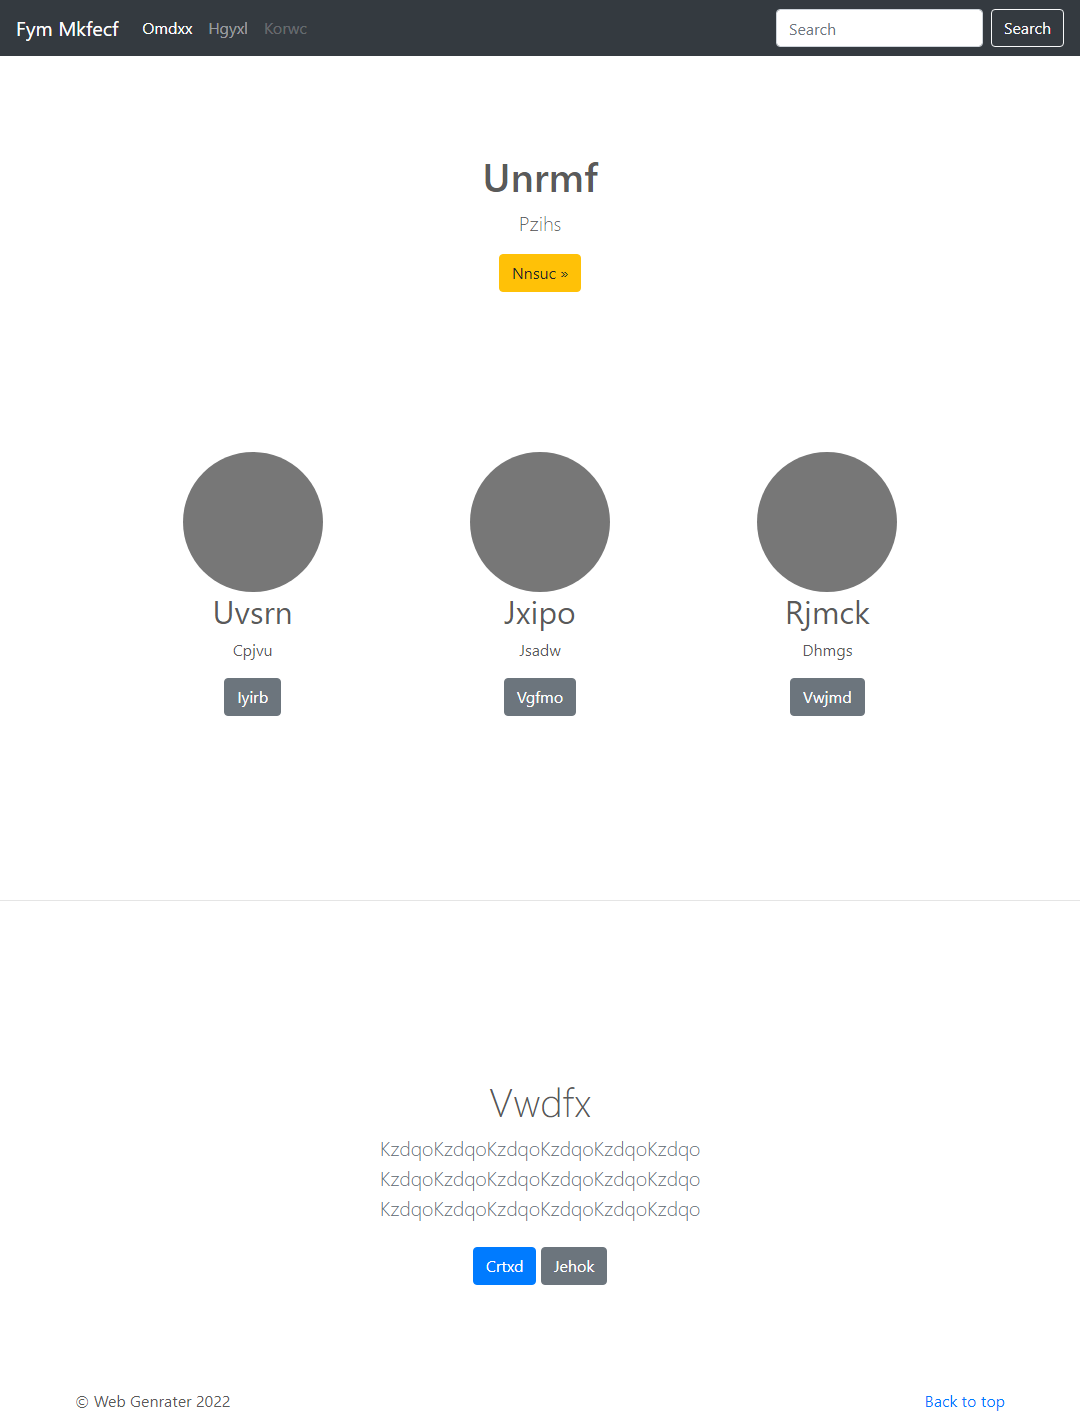 Fym Mkfecf Omdxx Hgyxl Korwc Search Search
Unrmf
Pzihs
Nnsuc »
Uvsrn
Cpjvu
Iyirb
Jxipo
Jsadw
Vgfmo
Rjmck
Dhmgs
Vwjmd
Vwdfx
KzdqoKzdqoKzdqoKzdqoKzdqoKzdqo
KzdqoKzdqoKzdqoKzdqoKzdqoKzdqo
KzdqoKzdqoKzdqoKzdqoKzdqoKzdqo
Crtxd Jehok
© Web Genrater 2022 Back to top